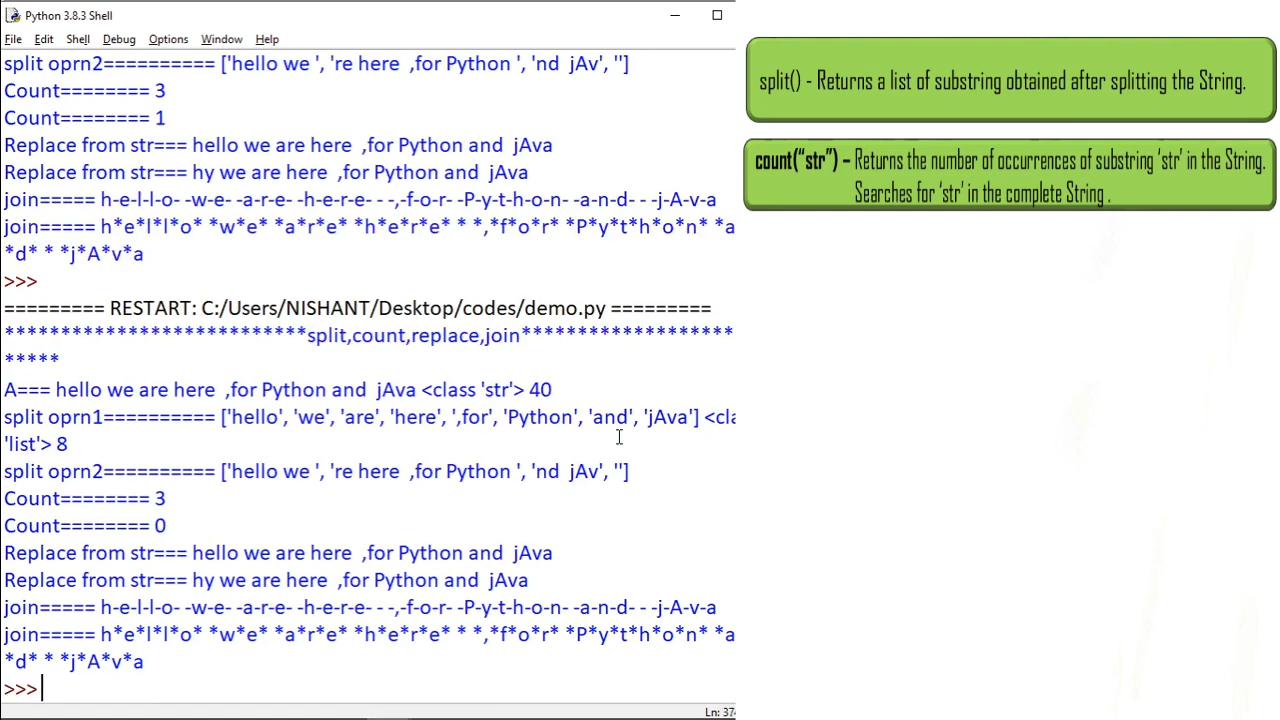 Python 3.8.3 Shell
File Edit Shell Debug Options Window Help
split oprn2========== ['hello we ', 're here  ,for Python ', 'nd  jAv', '']
Count======== 3
Count======== 1
Replace from str=== hello we are here  ,for Python and  jAva
Replace from str=== hy we are here  ,for Python and  jAva
join===== h-e-l-l-o- -w-e- -a-r-e- -h-e-r-e- - -,-f-o-r- -P-y-t-h-o-n- -a-n-d- - -j-A-v-a
join===== h*e*l*l*o* *w*e* *a*r*e* *h*e*r*e* * *,*f*o*r* *P*y*t*h*o*n* *a
*d* * *j*A*v*a
>>>
========= RESTART: C:/Users/NISHANT/Desktop/codes/demo.py =========
***************************split,count,replace,join*******************
*****
A=== hello we are here  ,for Python and  jAva <class 'str'> 40
split oprn1========== ['hello', 'we', 'are', 'here', ',for', 'Python', 'and', 'jAva'] <cla
'list'> 8
split oprn2========== ['hello we ', 're here  ,for Python ', 'nd  jAv', '']
Count======== 3
Count======== 0
Replace from str=== hello we are here  ,for Python and  jAva
Replace from str=== hy we are here  ,for Python and  jAva
join===== h-e-l-l-o- -w-e- -a-r-e- -h-e-r-e- - -,-f-o-r- -P-y-t-h-o-n- -a-n-d- - -j-A-v-a
join===== h*e*l*l*o* *w*e* *a*r*e* *h*e*r*e* * *,*f*o*r* *P*y*t*h*o*n* *a
*d* * *j*A*v*a
>>>
Ln: 374
split() - Returns a list of substring obtained after splitting the String.
count(“str”) – Returns the number of occurrences of substring ‘str’ in the String.
Searches for ‘str’ in the complete String .